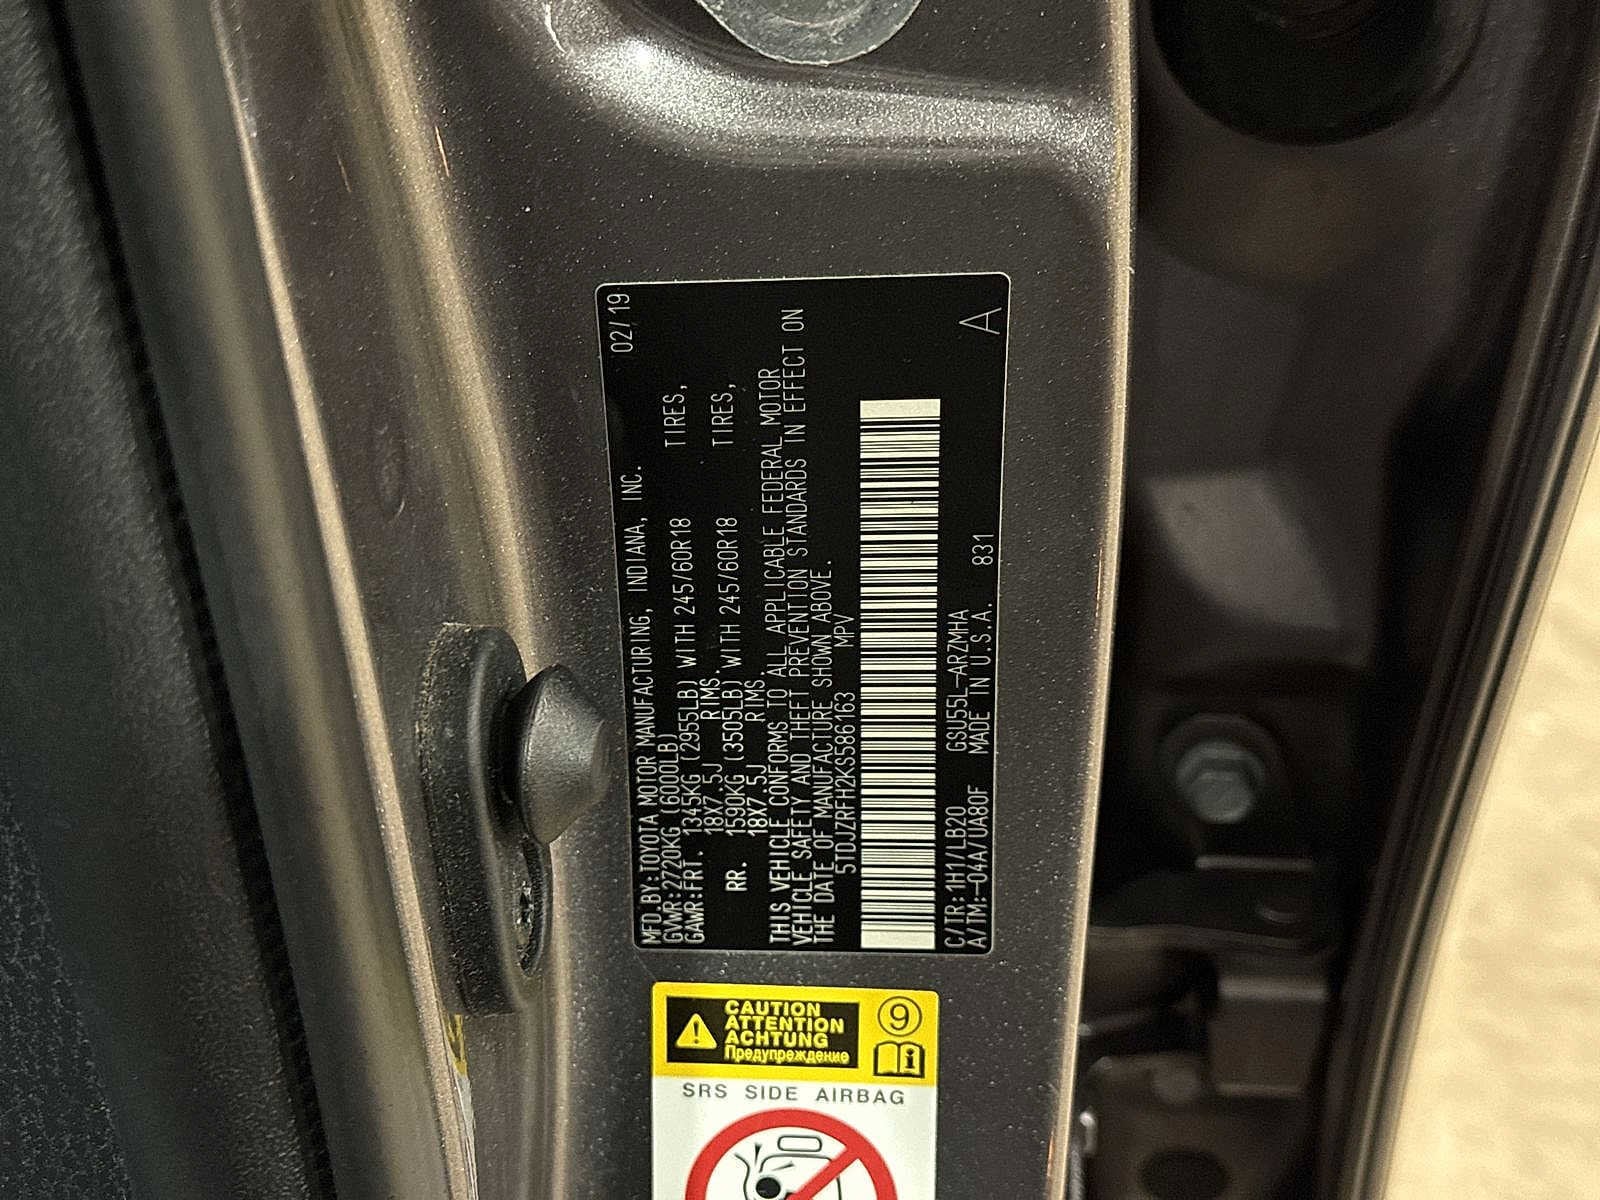 02/19
MFD.BY:TOYOTA MOTOR MANUFACTURING, INDIANA, INC.
GVWR:2720KG (6000LB)
GAWR:FRT. 1345KG (2955LB) WITH 245/60R18 TIRES,
18X7.5J RIMS.
RR. 1590KG (3505LB) WITH 245/60R18 TIRES,
18X7.5J RIMS.
THIS VEHICLE CONFORMS TO ALL APPLICABLE FEDERAL MOTOR
VEHICLE SAFETY AND THEFT PREVENTION STANDARDS IN EFFECT ON
THE DATE OF MANUFACTURE SHOWN ABOVE.
5TDJZRFH2KS586163 MPV
C/TR:1H1/LB20 GSU55L-ARZMHA A
A/TM:-04A/UA80F MADE IN U.S.A. 831
CAUTION
ATTENTION
ACHTUNG
Предупреждение
9
i
SRS SIDE AIRBAG